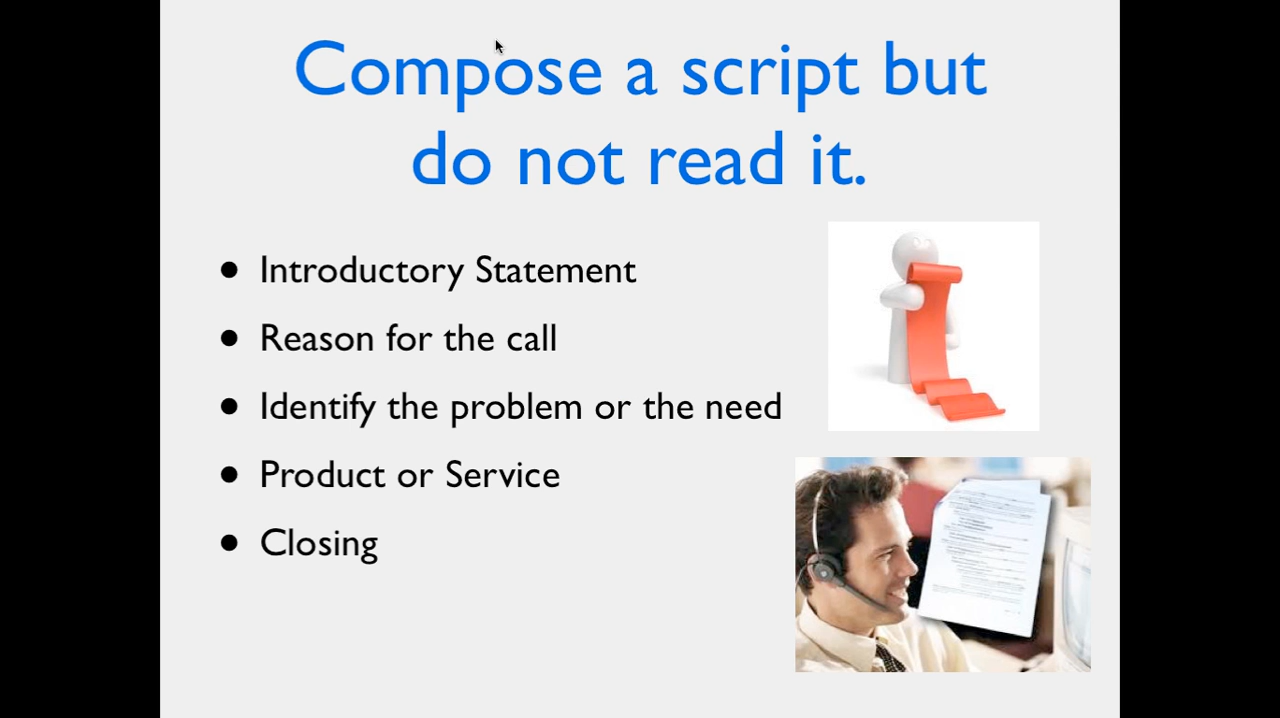 Compose a script but
do not read it.
• Introductory Statement
• Reason for the call
• Identify the problem or the need
• Product or Service
• Closing